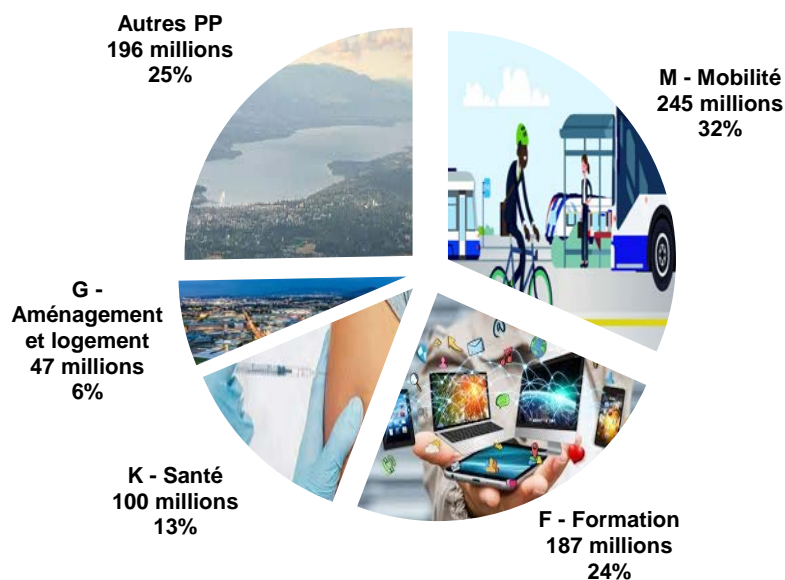 Autres PP
196 millions
25%
M - Mobilité
245 millions
32%
G -
Aménagement
et logement
47 millions
6%
K - Santé
100 millions
13%
F - Formation
187 millions
24%